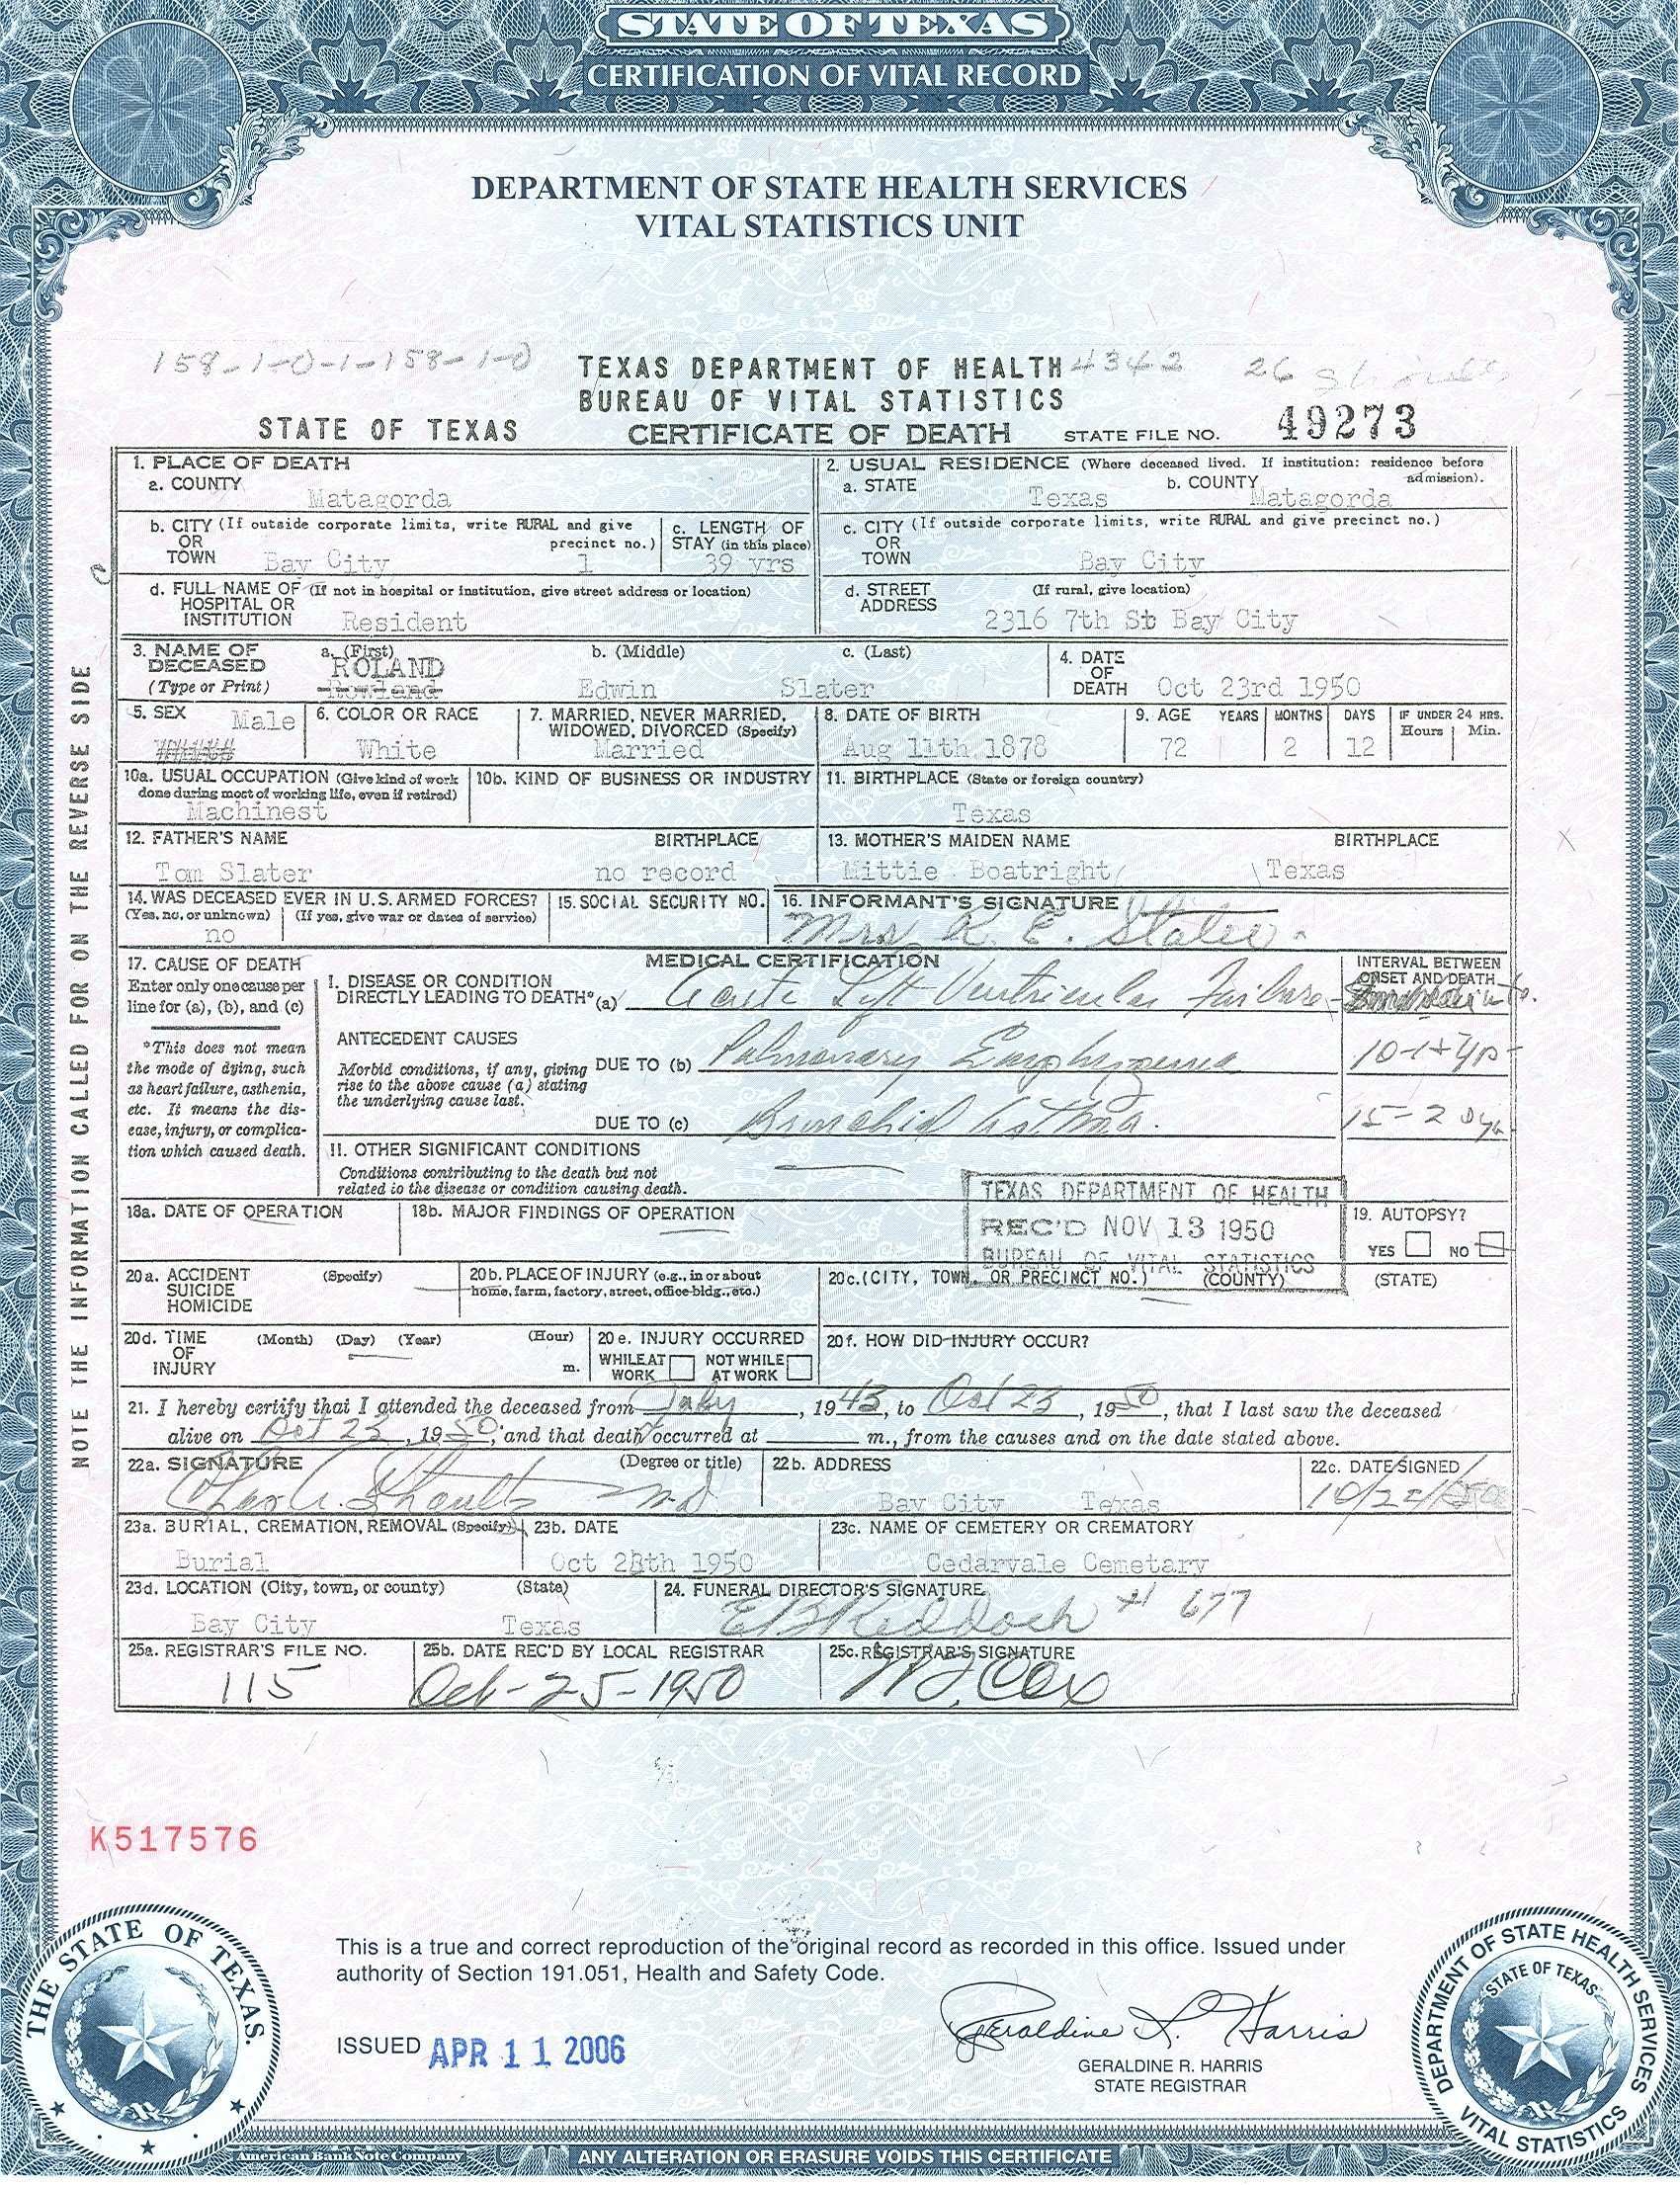 STATE OF TEXAS
CERTIFICATION OF VITAL RECORD
DEPARTMENT OF STATE HEALTH SERVICES
VITAL STATISTICS UNIT
158-1-0-1-158-1-0
TEXAS DEPARTMENT OF HEALTH 4342 26
BUREAU OF VITAL STATISTICS
STATE OF TEXAS CERTIFICATE OF DEATH STATE FILE NO. 49273
NOTE THE INFORMATION CALLED FOR ON THE REVERSE SIDE
1. PLACE OF DEATH
a. COUNTY
Matagorda
2. USUAL RESIDENCE (Where deceased lived. If institution: residence before admission).
a. STATE Texas b. COUNTY Matagorda
b. CITY (If outside corporate limits, write RURAL and give precinct no.)
OR
TOWN Bay City 1
c. LENGTH OF
STAY (in this place)
39 yrs
c. CITY (If outside corporate limits, write RURAL and give precinct no.)
OR
TOWN Bay City
d. FULL NAME OF (If not in hospital or institution, give street address or location)
HOSPITAL OR
INSTITUTION Resident
d. STREET (If rural, give location)
ADDRESS 2316 7th St Bay City
3. NAME OF DECEASED
(Type or Print)
a. (First) b. (Middle) c. (Last)
ROLAND
Rowland Edwin Slater
4. DATE
OF
DEATH Oct 23rd 1950
5. SEX Male
6. COLOR OR RACE
White
7. MARRIED, NEVER MARRIED,
WIDOWED, DIVORCED (Specify)
Married
8. DATE OF BIRTH
Aug 11th 1878
9. AGE YEARS MONTHS DAYS IF UNDER 24 HRS.
Hours Min.
72 2 12
10a. USUAL OCCUPATION (Give kind of work
done during most of working life, even if retired)
Machinest
10b. KIND OF BUSINESS OR INDUSTRY
11. BIRTHPLACE (State or foreign country)
Texas
12. FATHER'S NAME BIRTHPLACE
Tom Slater no record
13. MOTHER'S MAIDEN NAME BIRTHPLACE
Mittie Boatright Texas
14. WAS DECEASED EVER IN U.S. ARMED FORCES?
(Yes, no, or unknown) (If yes, give war or dates of service)
no
15. SOCIAL SECURITY NO.
16. INFORMANT'S SIGNATURE
Mrs R. E. Slater
17. CAUSE OF DEATH
Enter only one cause per
line for (a), (b), and (c)
*This does not mean
the mode of dying, such
as heart failure, asthenia,
etc. It means the dis-
ease, injury, or complica-
tion which caused death.
MEDICAL CERTIFICATION
INTERVAL BETWEEN
ONSET AND DEATH
I. DISEASE OR CONDITION
DIRECTLY LEADING TO DEATH* (a) Acute Left Ventricular Failure
ANTECEDENT CAUSES
Morbid conditions, if any, giving
rise to the above cause (a) stating
the underlying cause last.
DUE TO (b) Pulmonary Emphysema
DUE TO (c) Bronchial Asthma.
II. OTHER SIGNIFICANT CONDITIONS
Conditions contributing to the death but not
related to the disease or condition causing death.
TEXAS DEPARTMENT OF HEALTH
REC'D NOV 13 1950
BUREAU OF VITAL STATISTICS
18a. DATE OF OPERATION
18b. MAJOR FINDINGS OF OPERATION
19. AUTOPSY?
YES NO
20a. ACCIDENT (Specify)
SUICIDE
HOMICIDE
20b. PLACE OF INJURY (e.g., in or about
home, farm, factory, street, office bldg., etc.)
20c. (CITY, TOWN, OR PRECINCT NO.) (COUNTY) (STATE)
20d. TIME (Month) (Day) (Year) (Hour)
OF
INJURY m.
20e. INJURY OCCURRED
WHILE AT WORK NOT WHILE AT WORK
20f. HOW DID INJURY OCCUR?
21. I hereby certify that I attended the deceased from July, 1943, to Oct 23, 1950, that I last saw the deceased
alive on Oct 23, 1950, and that death occurred at m., from the causes and on the date stated above.
22a. SIGNATURE (Degree or title)
Chas A. Shoults M.D.
22b. ADDRESS
Bay City Texas
22c. DATE SIGNED
23a. BURIAL, CREMATION, REMOVAL (Specify)
Burial
23b. DATE
Oct 1950
23c. NAME OF CEMETERY OR CREMATORY
Cedarvale Cemetary
23d. LOCATION (City, town, or county) (State)
Bay City Texas
24. FUNERAL DIRECTOR'S SIGNATURE
E B Reddoch # 677
25a. REGISTRAR'S FILE NO.
115
25b. DATE REC'D BY LOCAL REGISTRAR
Oct-25-1950
25c. REGISTRAR'S SIGNATURE
Cox
K517576
This is a true and correct reproduction of the original record as recorded in this office. Issued under
authority of Section 191.051, Health and Safety Code.
ISSUED APR 11 2006
Geraldine R. Harris
GERALDINE R. HARRIS
STATE REGISTRAR
THE STATE OF TEXAS.
DEPARTMENT OF STATE HEALTH SERVICES
STATE OF TEXAS
VITAL STATISTICS
American Bank Note Company
ANY ALTERATION OR ERASURE VOIDS THIS CERTIFICATE